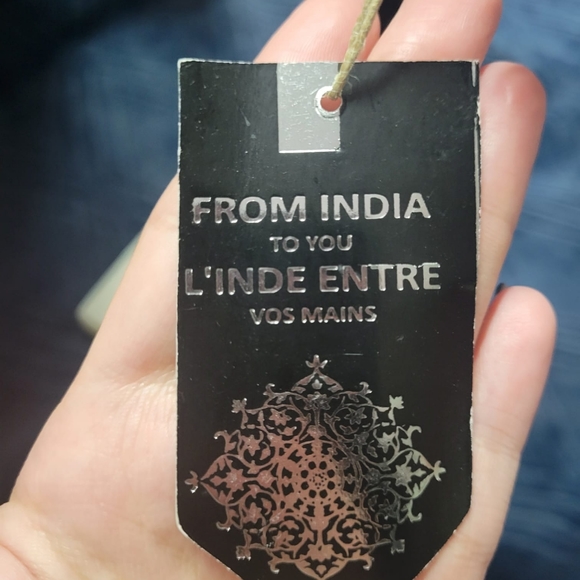 FROM INDIA
TO YOU
L'INDE ENTRE
VOS MAINS